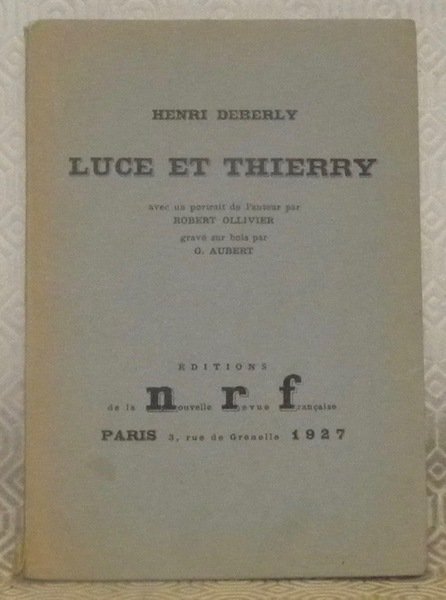 HENRI DEBERLY
LUCE ET THIERRY
avec un portrait de l'auteur par
ROBERT OLLIVIER
gravé sur bois par
G. AUBERT
EDITIONS
de la nouvelle revue française
PARIS 3, rue de Grenelle 1927